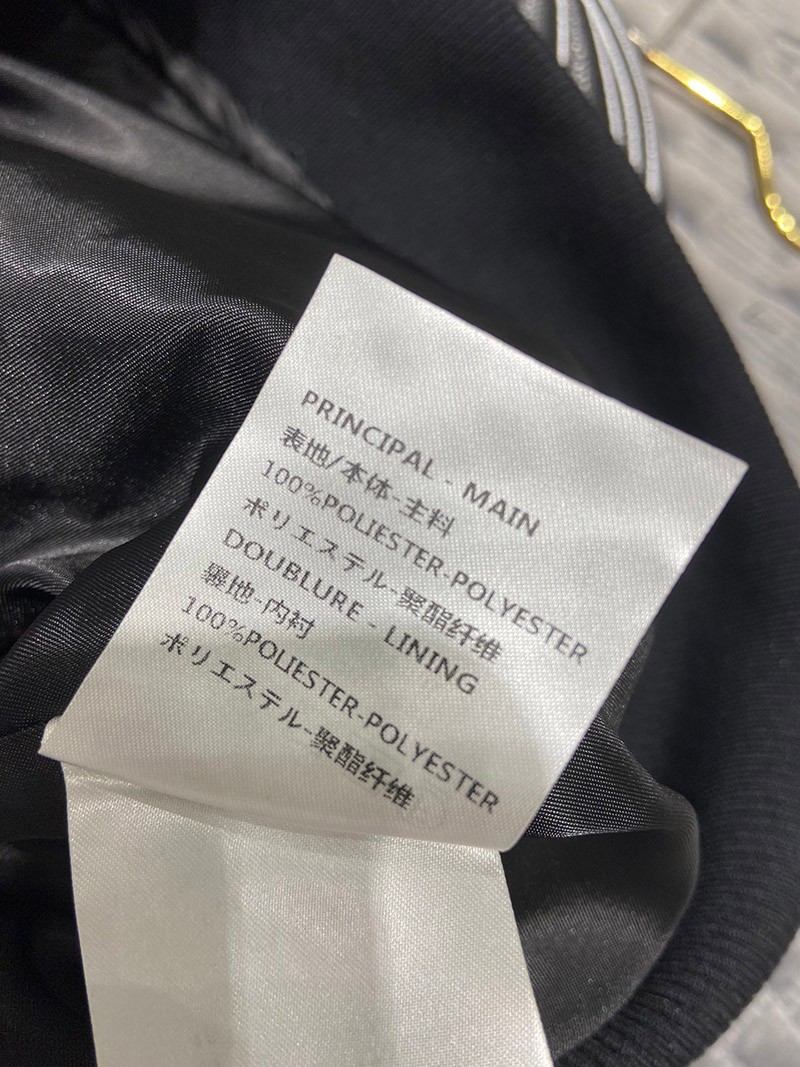 PRINCIPAL - MAIN
表地/本体-主料
100%POLIESTER-POLYESTER
ポリエステル-聚酯纤维
DOUBLURE - LINING
裏地-内衬
100%POLIESTER-POLYESTER
ポリエステル-聚酯纤维